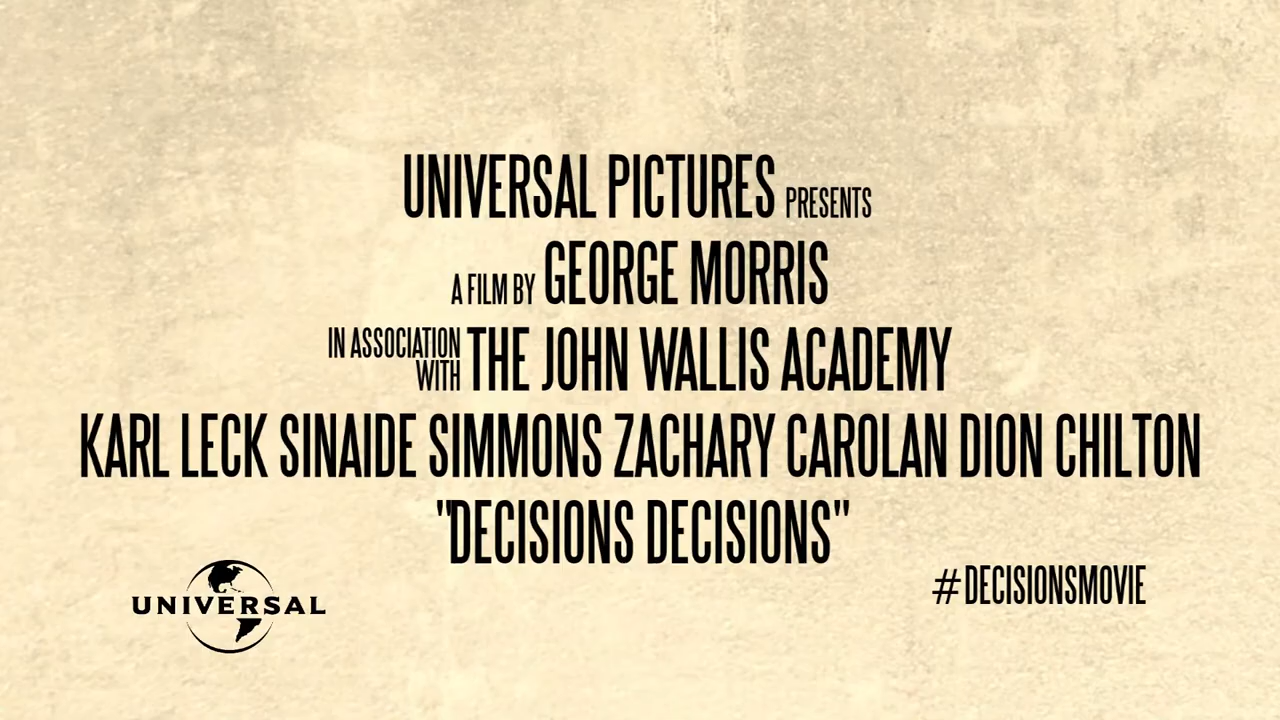 UNIVERSAL PICTURES PRESENTS
A FILM BY GEORGE MORRIS
IN ASSOCIATION
WITH THE JOHN WALLIS ACADEMY
KARL LECK SINAIDE SIMMONS ZACHARY CAROLAN DION CHILTON
"DECISIONS DECISIONS"
UNIVERSAL
#DECISIONSMOVIE